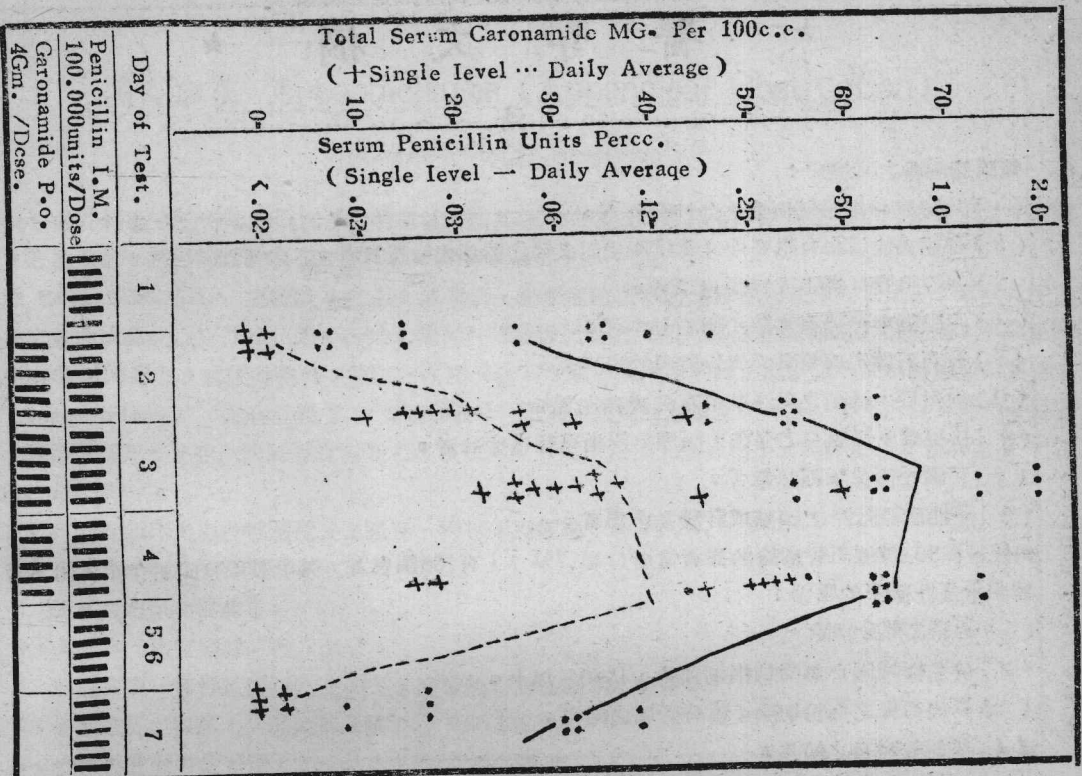 Total Serum Caronamide MG. Per 100c.c.
(+Single Ievel ··· Daily Average)
0- 10- 20- 30- 40- 50- 60- 70-
Serum Penicillin Units Percc.
(Single Ievel — Daily Averaqe)
<.02- .02- .03- .06- .12- .25- .50- 1.0- 2.0-
Day of Test. 1 2 3 4 5.6 7
Penicillin I.M.
100.000units/Dose
Garonamide P.o.
4Gm. /Dcse.